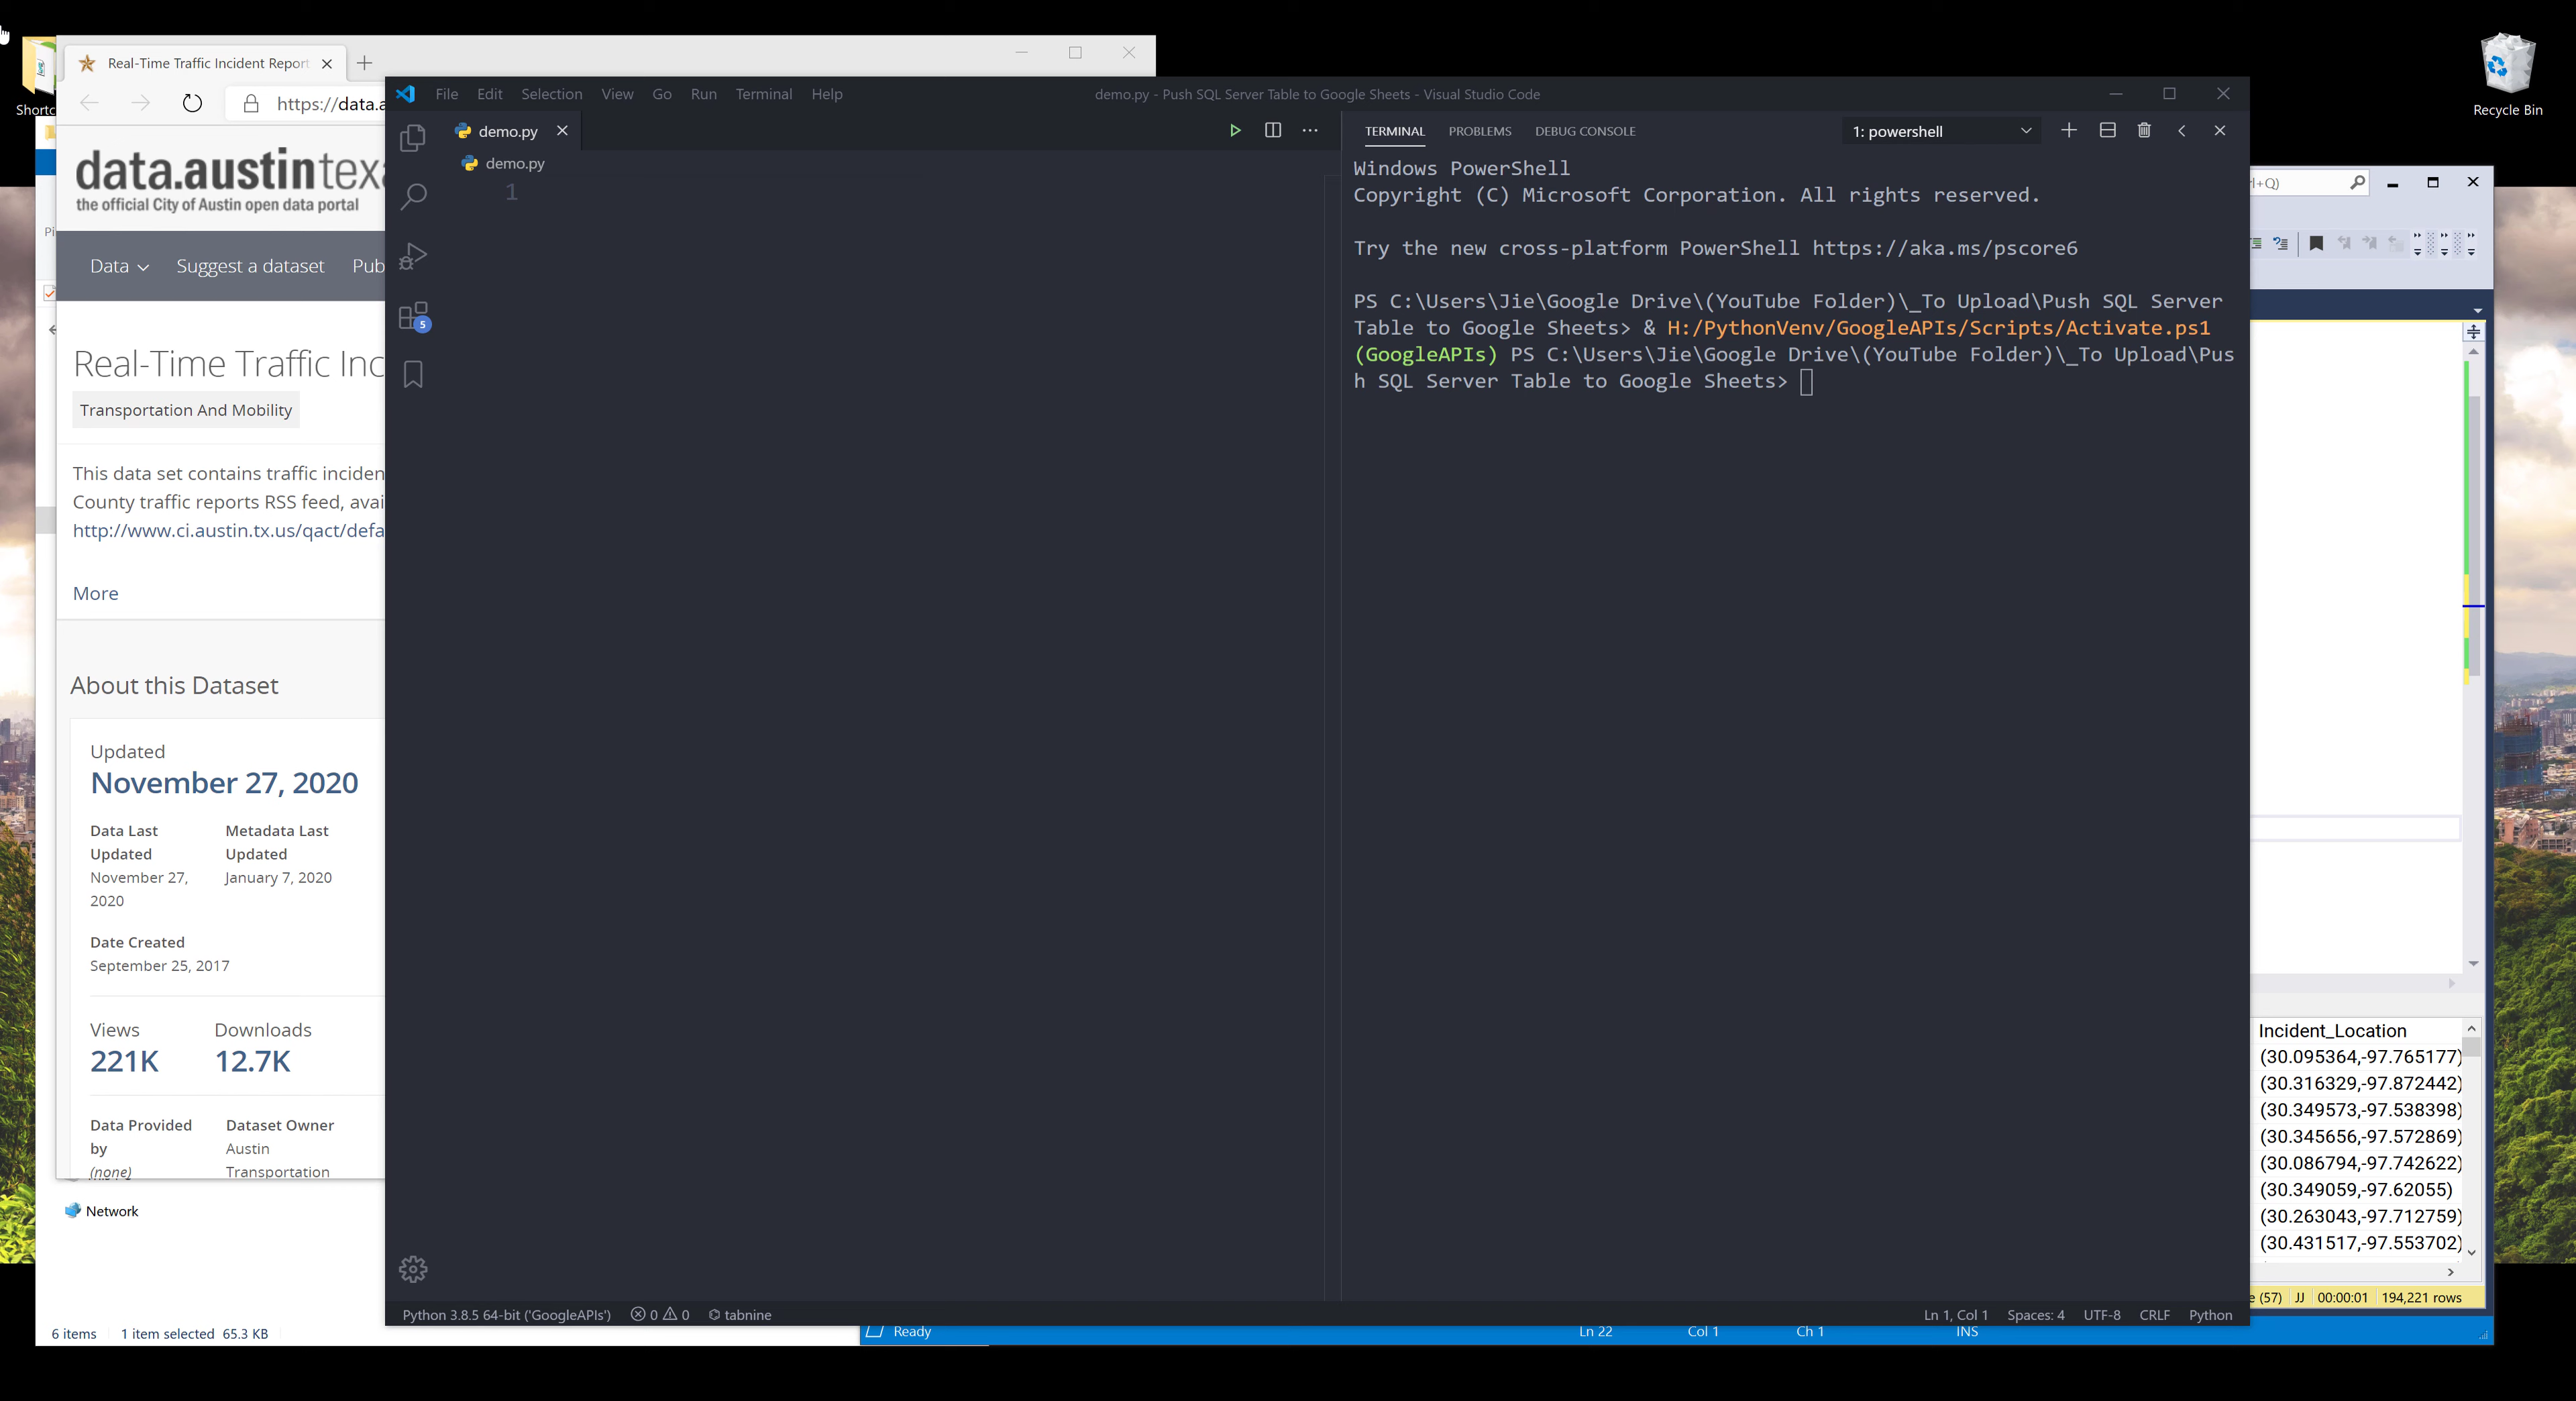 Shortc
Recycle Bin
Real-Time Traffic Incident Report
https://data.a
data.austintexa
the official City of Austin open data portal
Data
Suggest a dataset
Pub
Real-Time Traffic Inc
Transportation And Mobility
This data set contains traffic inciden
County traffic reports RSS feed, avai
http://www.ci.austin.tx.us/qact/defa
More
About this Dataset
Updated
November 27, 2020
Data Last Updated
November 27, 2020
Metadata Last Updated
January 7, 2020
Date Created
September 25, 2017
Views
221K
Downloads
12.7K
Data Provided by
(none)
Dataset Owner
Austin
Transportation
Network
6 items 1 item selected 65.3 KB
Pi
File Edit Selection View Go Run Terminal Help
demo.py - Push SQL Server Table to Google Sheets - Visual Studio Code
demo.py
demo.py
1
5
TERMINAL PROBLEMS DEBUG CONSOLE
1: powershell
Windows PowerShell
Copyright (C) Microsoft Corporation. All rights reserved.
Try the new cross-platform PowerShell https://aka.ms/pscore6
PS C:\Users\Jie\Google Drive\(YouTube Folder)\_To Upload\Push SQL Server
Table to Google Sheets> & H:/PythonVenv/GoogleAPIs/Scripts/Activate.ps1
(GoogleAPIs) PS C:\Users\Jie\Google Drive\(YouTube Folder)\_To Upload\Pus
h SQL Server Table to Google Sheets>
Python 3.8.5 64-bit ('GoogleAPIs') 0 0 tabnine
Ln 1, Col 1 Spaces: 4 UTF-8 CRLF Python
l+Q)
Incident_Location
(30.095364,-97.765177)
(30.316329,-97.872442)
(30.349573,-97.538398)
(30.345656,-97.572869)
(30.086794,-97.742622)
(30.349059,-97.62055)
(30.263043,-97.712759)
(30.431517,-97.553702)
e (57) JJ 00:00:01 194,221 rows
Ready Ln 22 Col 1 Ch 1 INS